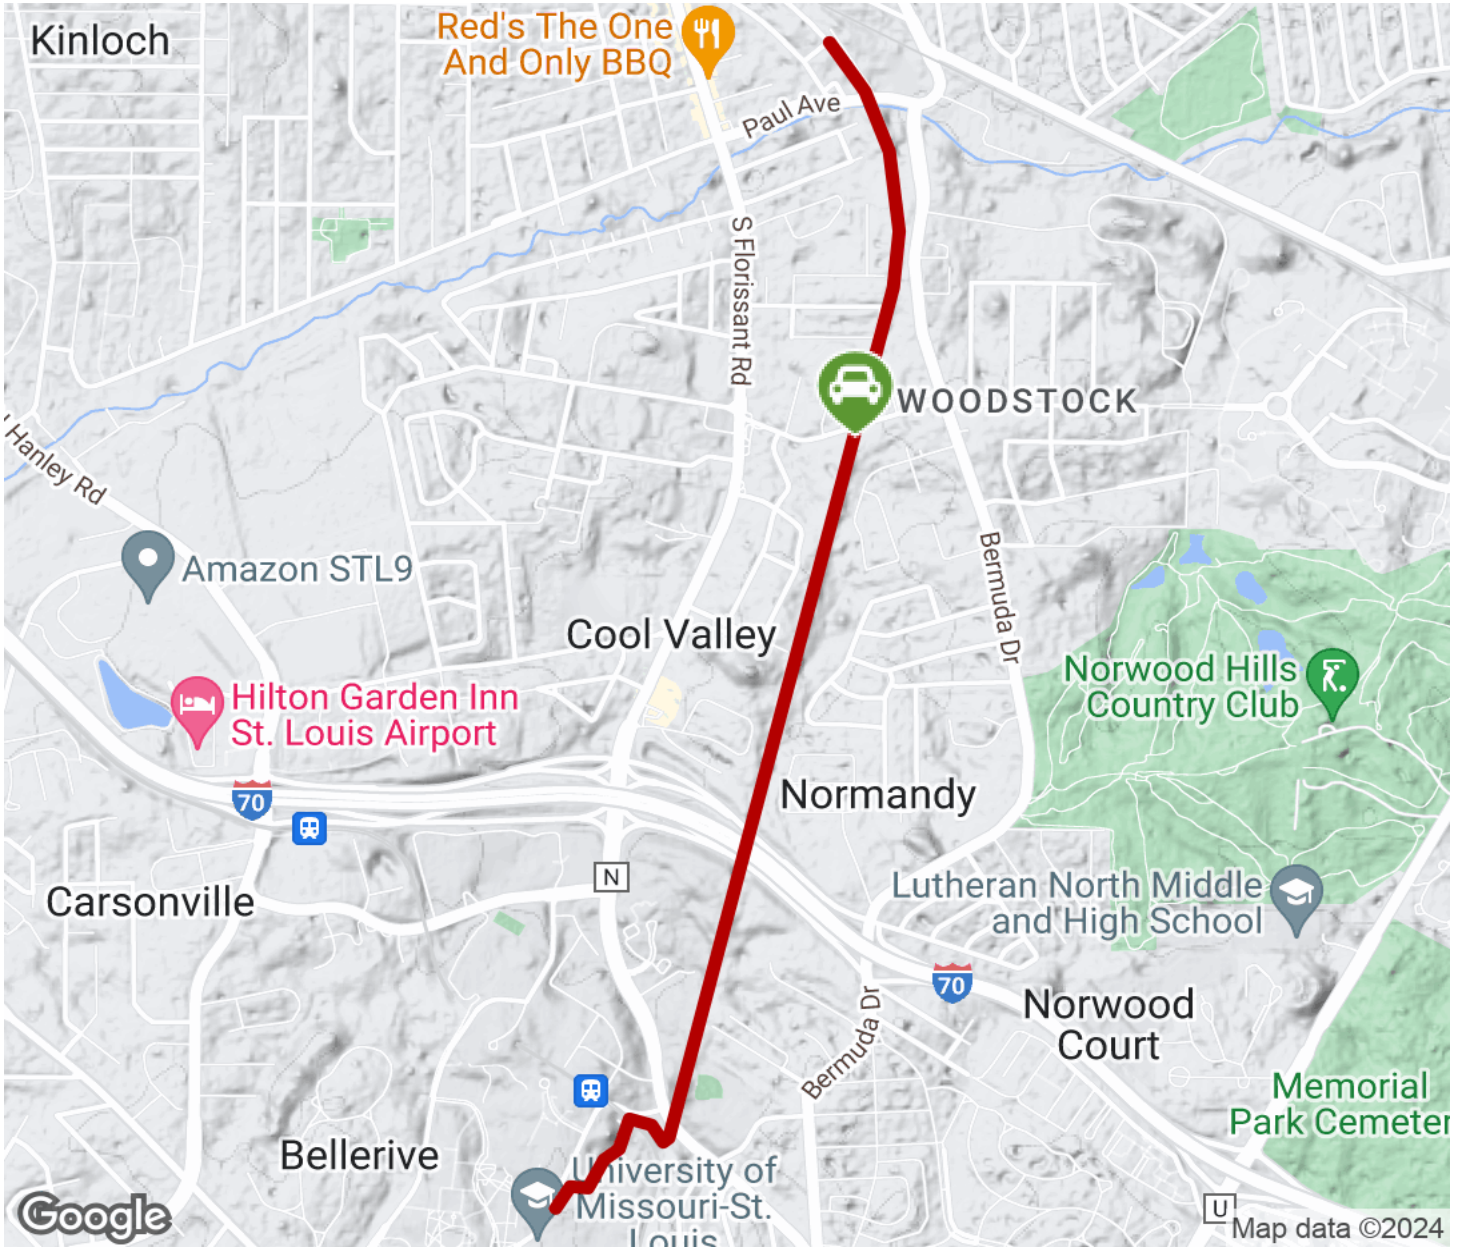 Kinloch
Red's The One
And Only BBQ
Paul Ave
S Florissant Rd
WOODSTOCK
Hanley Rd
Amazon STL9
Bermuda Dr
Cool Valley
Norwood Hills
Country Club
Hilton Garden Inn
St. Louis Airport
70
Normandy
N
Carsonville
Lutheran North Middle
and High School
70
Norwood
Court
Bermuda Dr
Memorial
Park Cemeter
Bellerive
University of
Missouri-St.
Louis
U
Google
Map data ©2024